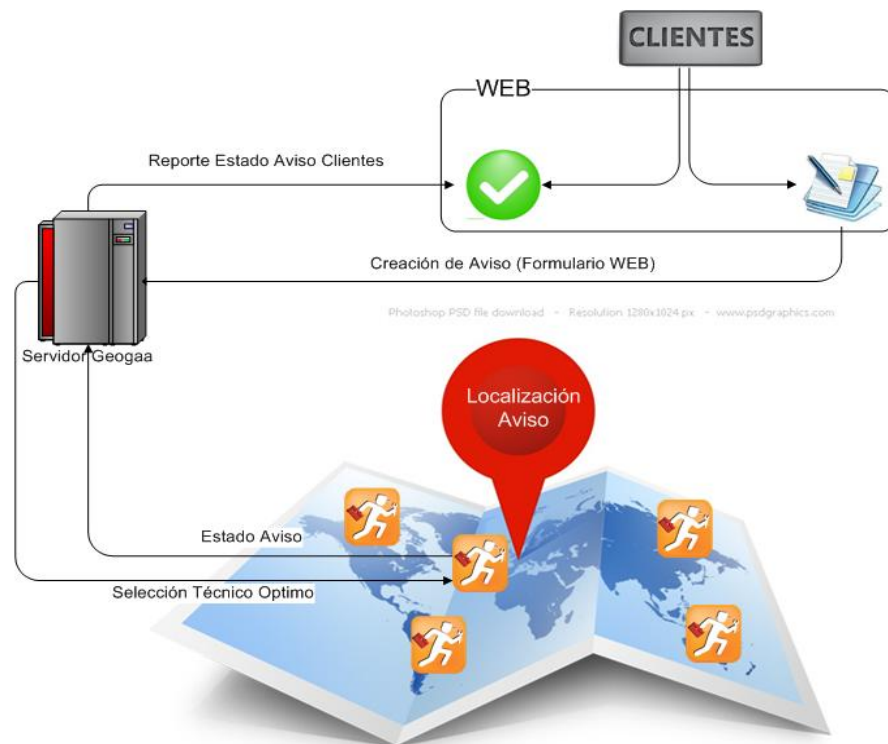 CLIENTES
WEB
Reporte Estado Aviso Clientes
Creación de Aviso (Formulario WEB)
Photoshop PSD file download - Resolution 1280x1024 px - www.psdgraphics.com
Servidor Geogaa
Localización
Aviso
Estado Aviso
Selección Técnico Optimo